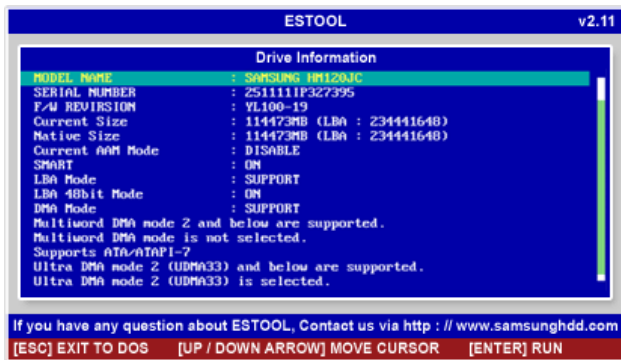 ESTOOL v2.11
Drive Information
MODEL NAME : SAMSUNG HM120JC
SERIAL NUMBER : 251111IP327395
F/W REVIRSION : YL100-19
Current Size : 114473MB (LBA : 234441648)
Native Size : 114473MB (LBA : 234441648)
Current AAM Mode : DISABLE
SMART : ON
LBA Mode : SUPPORT
LBA 48bit Mode : ON
DMA Mode : SUPPORT
Multiword DMA mode 2 and below are supported.
Multiword DMA mode is not selected.
Supports ATA/ATAPI-7
Ultra DMA mode 2 (UDMA33) and below are supported.
Ultra DMA mode 2 (UDMA33) is selected.
If you have any question about ESTOOL, Contact us via http : // www.samsunghdd.com
[ESC] EXIT TO DOS [UP / DOWN ARROW] MOVE CURSOR [ENTER] RUN